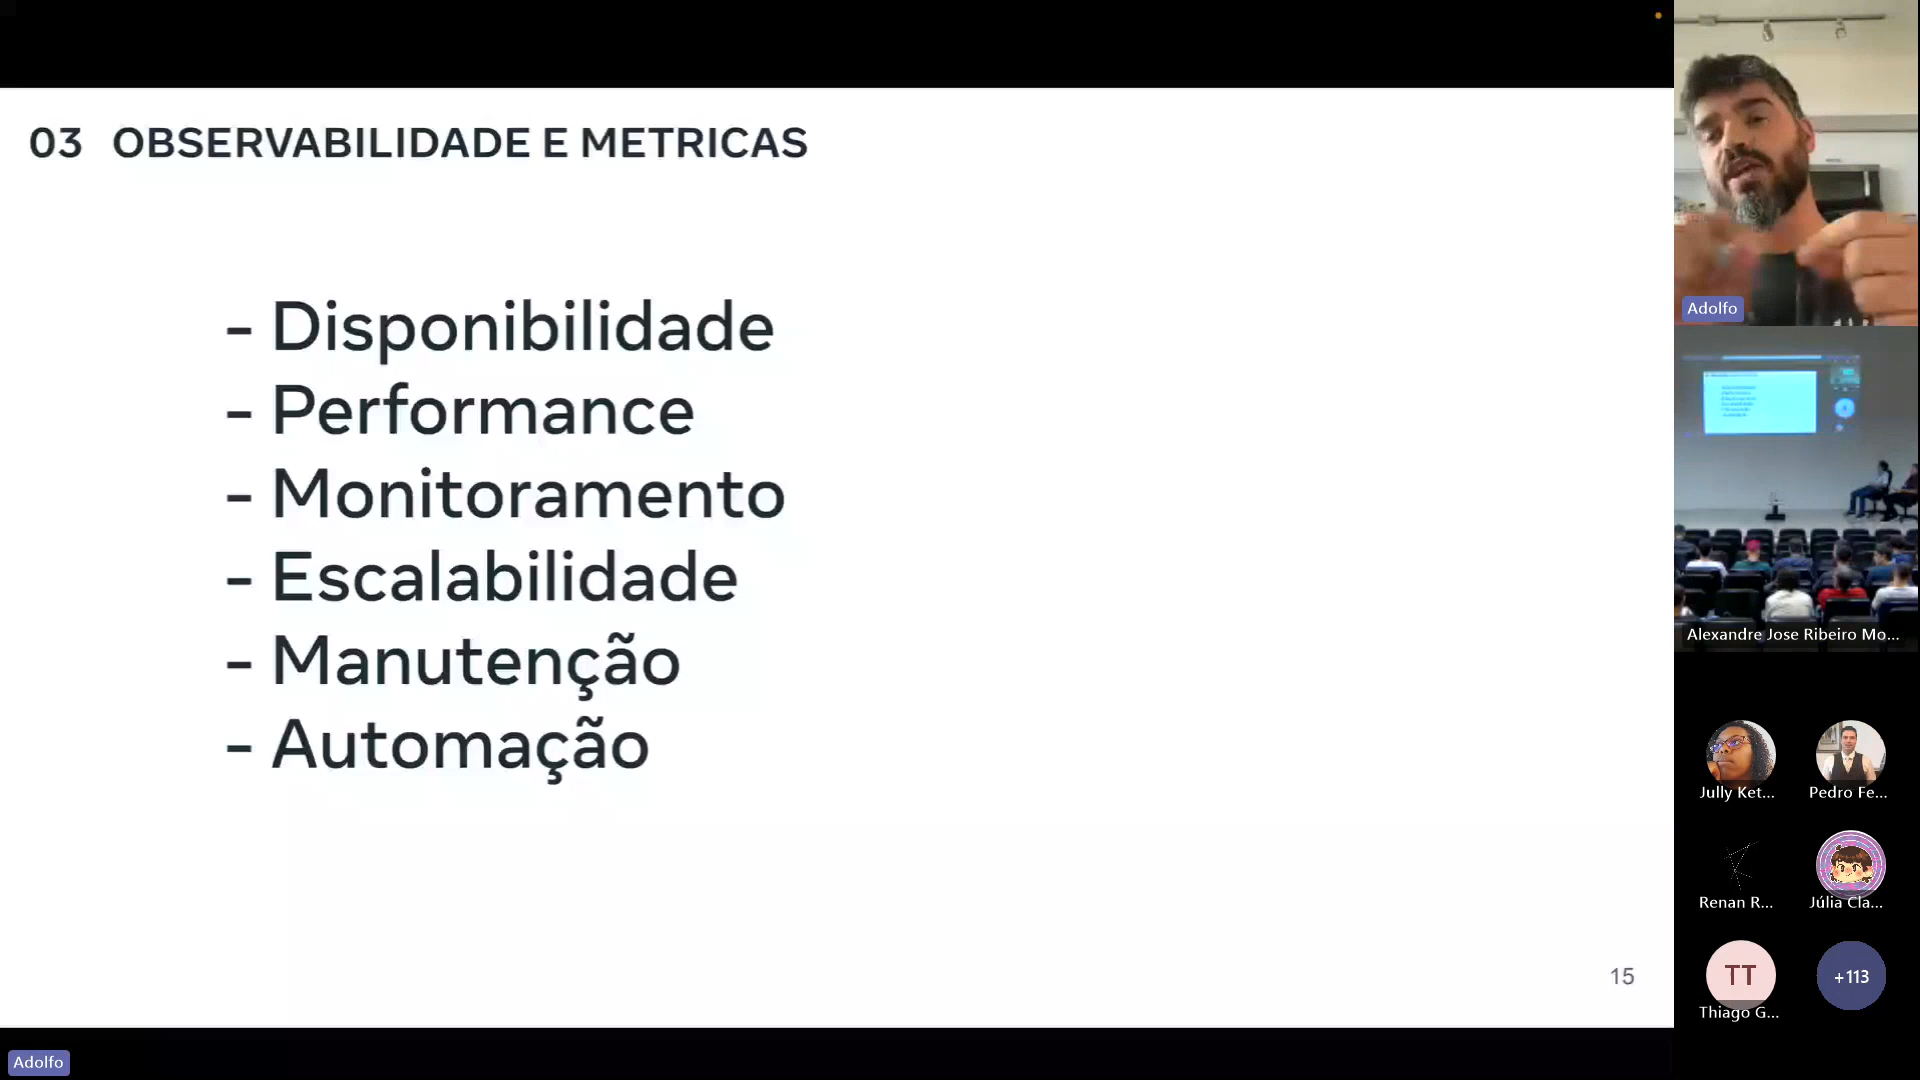 03 OBSERVABILIDADE E METRICAS
- Disponibilidade
- Performance
- Monitoramento
- Escalabilidade
- Manutenção
- Automação
15
Adolfo
Adolfo
Alexandre Jose Ribeiro Mo...
Jully Ket...
Pedro Fe...
Renan R...
Júlia Cla...
TT
Thiago G...
+113